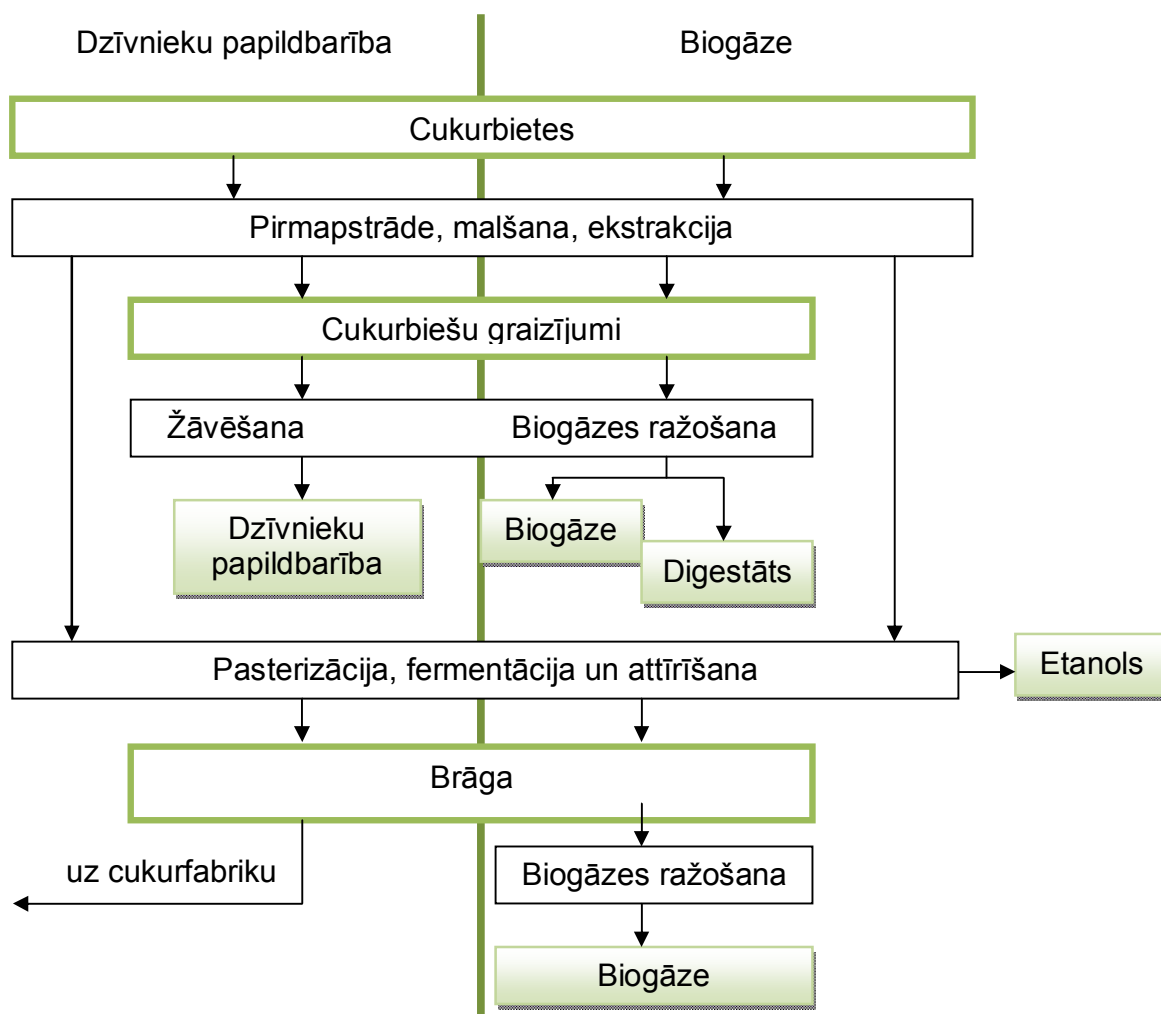 Dzīvnieku papildbarība
Biogāze
Cukurbietes
Pirmapstrāde, malšana, ekstrakcija
Cukurbiešu graizījumi
Žāvēšana
Biogāzes ražošana
Dzīvnieku
papildbarība
Biogāze
Digestāts
Pasterizācija, fermentācija un attīrīšana
Etanols
Brāga
uz cukurfabriku
Biogāzes ražošana
Biogāze